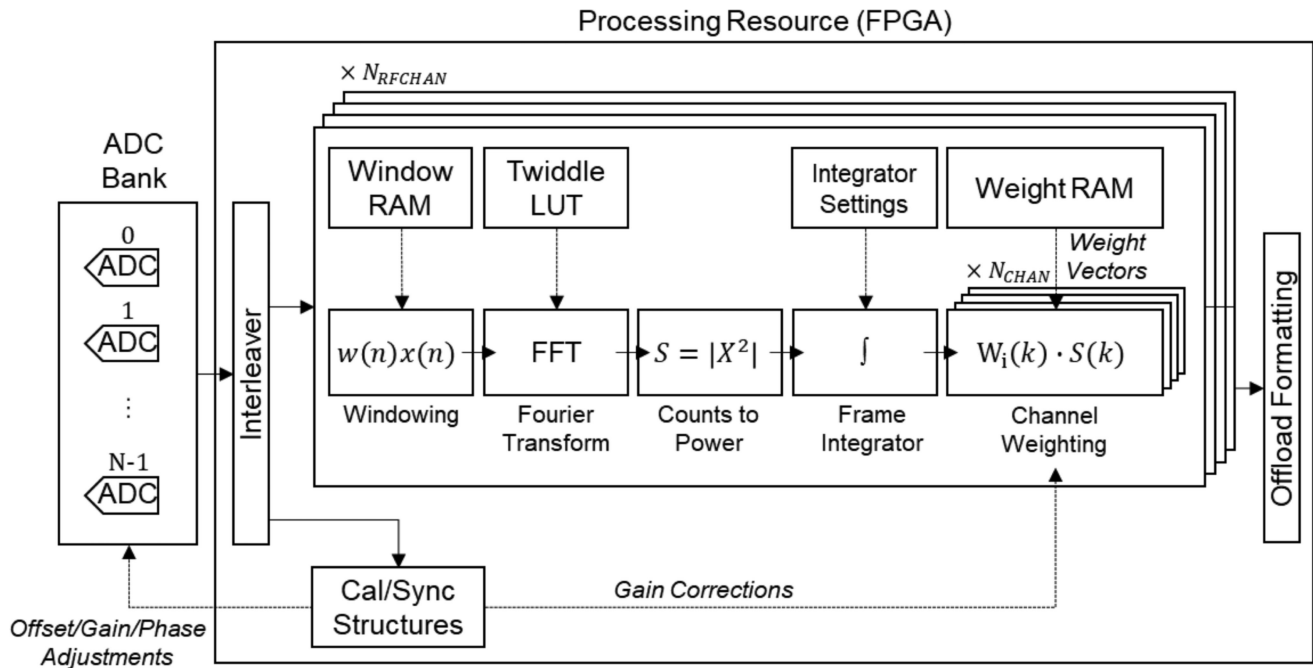 Processing Resource (FPGA)
× N_RFCHAN
ADC
Bank
Window
RAM
Twiddle
LUT
Integrator
Settings
Weight RAM
Weight
Vectors
× N_CHAN
0
ADC
1
ADC
⋮
N-1
ADC
Interleaver
w(n)x(n)
FFT
S = |X²|
∫
W_i(k) · S(k)
Windowing
Fourier
Transform
Counts to
Power
Frame
Integrator
Channel
Weighting
Offload Formatting
Cal/Sync
Structures
Gain Corrections
Offset/Gain/Phase
Adjustments